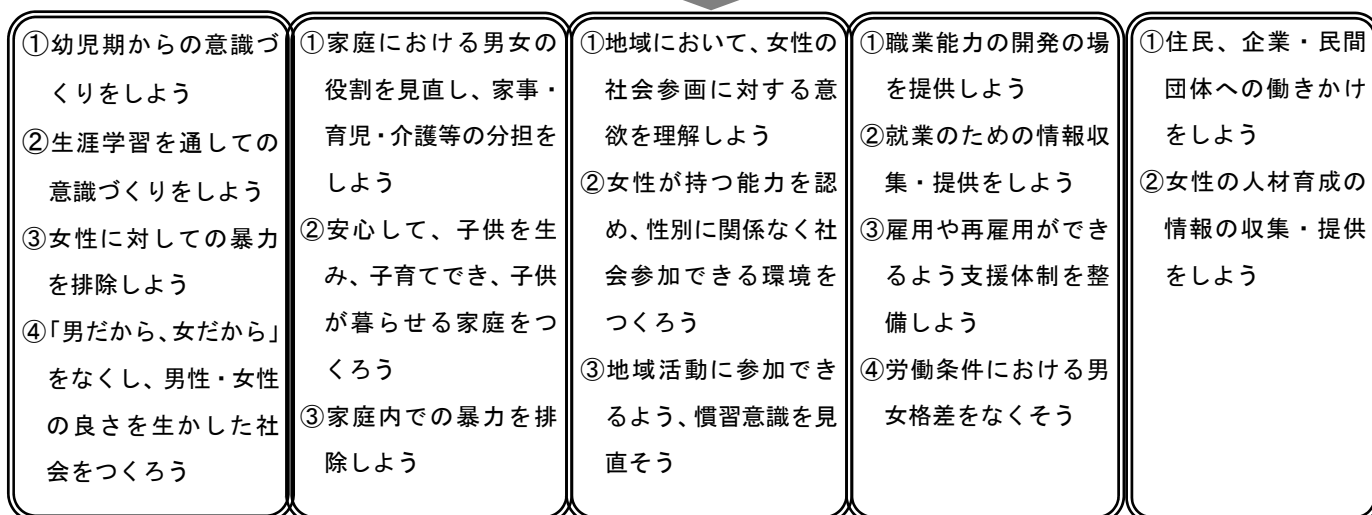 ①幼児期からの意識づ
くりをしよう
②生涯学習を通しての
意識づくりをしよう
③女性に対しての暴力
を排除しよう
④「男だから、女だから」
をなくし、男性・女性
の良さを生かした社
会をつくろう
①家庭における男女の
役割を見直し、家事・
育児・介護等の分担を
しよう
②安心して、子供を生
み、子育てでき、子供
が暮らせる家庭をつ
くろう
③家庭内での暴力を排
除しよう
①地域において、女性の
社会参画に対する意
欲を理解しよう
②女性が持つ能力を認
め、性別に関係なく社
会参加できる環境を
つくろう
③地域活動に参加でき
るよう、慣習意識を見
直そう
①職業能力の開発の場
を提供しよう
②就業のための情報収
集・提供をしよう
③雇用や再雇用ができ
るよう支援体制を整
備しよう
④労働条件における男
女格差をなくそう
①住民、企業・民間
団体への働きかけ
をしよう
②女性の人材育成の
情報の収集・提供
をしよう